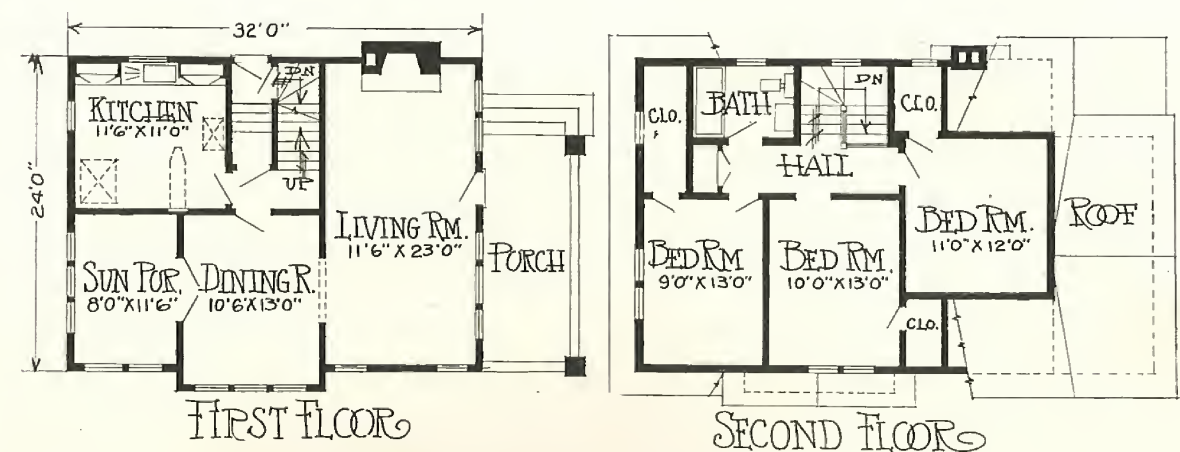 32'0"
24'0"
KITCHEN
11'6"X11'0"
DN
UP
LIVING RM.
11'6"X23'0"
PORCH
SUN POR.
8'0"X11'6"
DINING R.
10'6"X13'0"
FIRST FLOOR
CLO.
BATH
DN
CLO.
HALL
BED RM
9'0"X13'0"
BED RM.
10'0"X13'0"
BED RM.
11'0"X12'0"
ROOF
CLO.
SECOND FLOOR